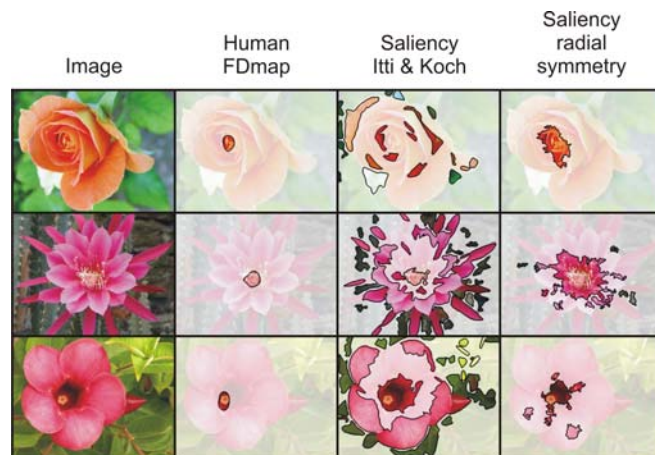 Image
Human
FDmap
Saliency
Itti & Koch
Saliency
radial
symmetry